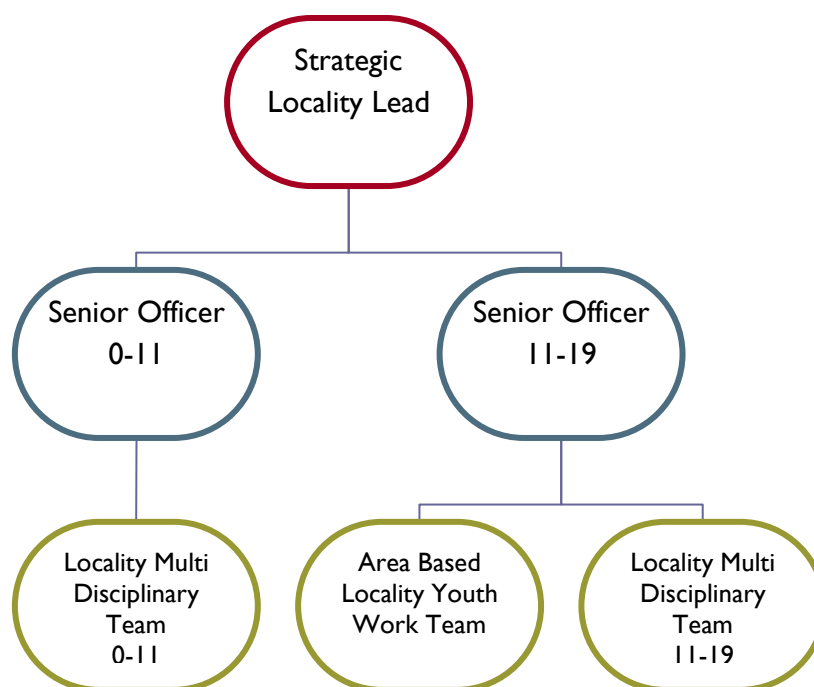 Strategic
Locality Lead
Senior Officer
0-11
Senior Officer
11-19
Locality Multi
Disciplinary
Team
0-11
Area Based
Locality Youth
Work Team
Locality Multi
Disciplinary
Team
11-19